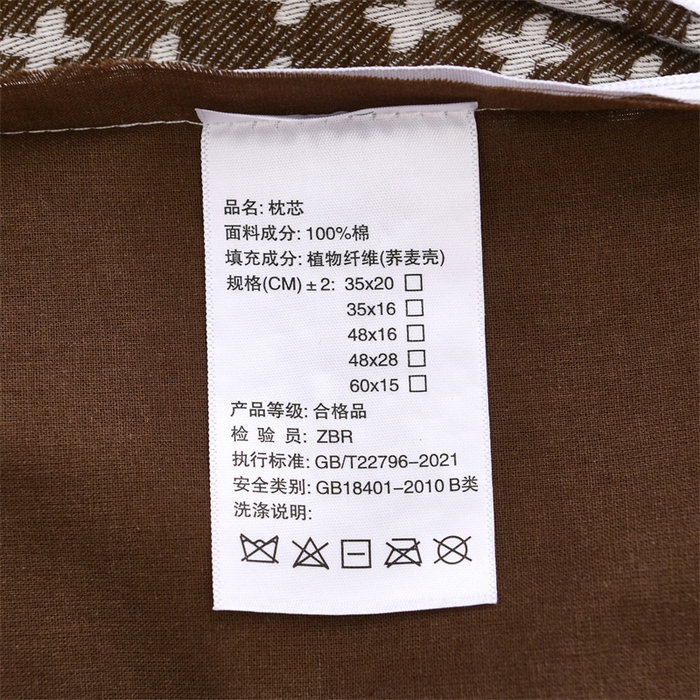 品名: 枕芯
面料成分: 100%棉
填充成分: 植物纤维(荞麦壳)
规格(CM)±2: 35x20 □
35x16 □
48x16 □
48x28 □
60x15 □
产品等级: 合格品
检 验 员: ZBR
执行标准: GB/T22796-2021
安全类别: GB18401-2010 B类
洗涤说明: